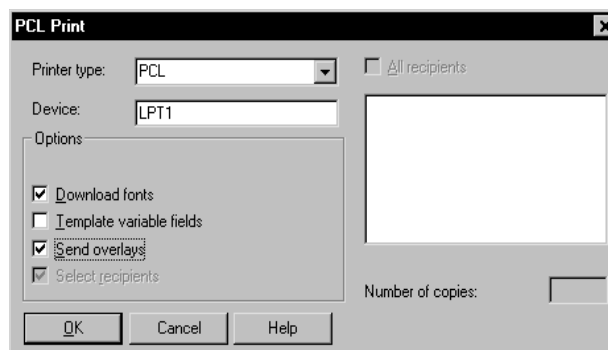 PCL Print
Printer type:
PCL
Device:
LPT1
Options
Download fonts
Template variable fields
Send overlays
Select recipients
All recipients
Number of copies:
OK
Cancel
Help